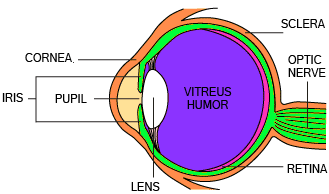 SCLERA
CORNEA
OPTIC
NERVE
IRIS
PUPIL
VITREUS
HUMOR
RETINA
LENS